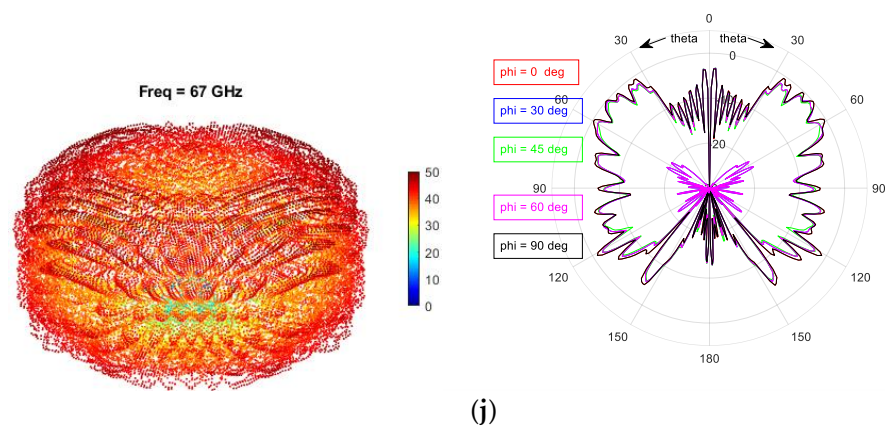 Freq = 67 GHz
50
40
30
20
10
0
0
30
theta
theta
30
0
phi = 0 deg
60
60
phi = 30 deg
20
phi = 45 deg
90
90
phi = 60 deg
phi = 90 deg
120
120
150
150
180
(j)